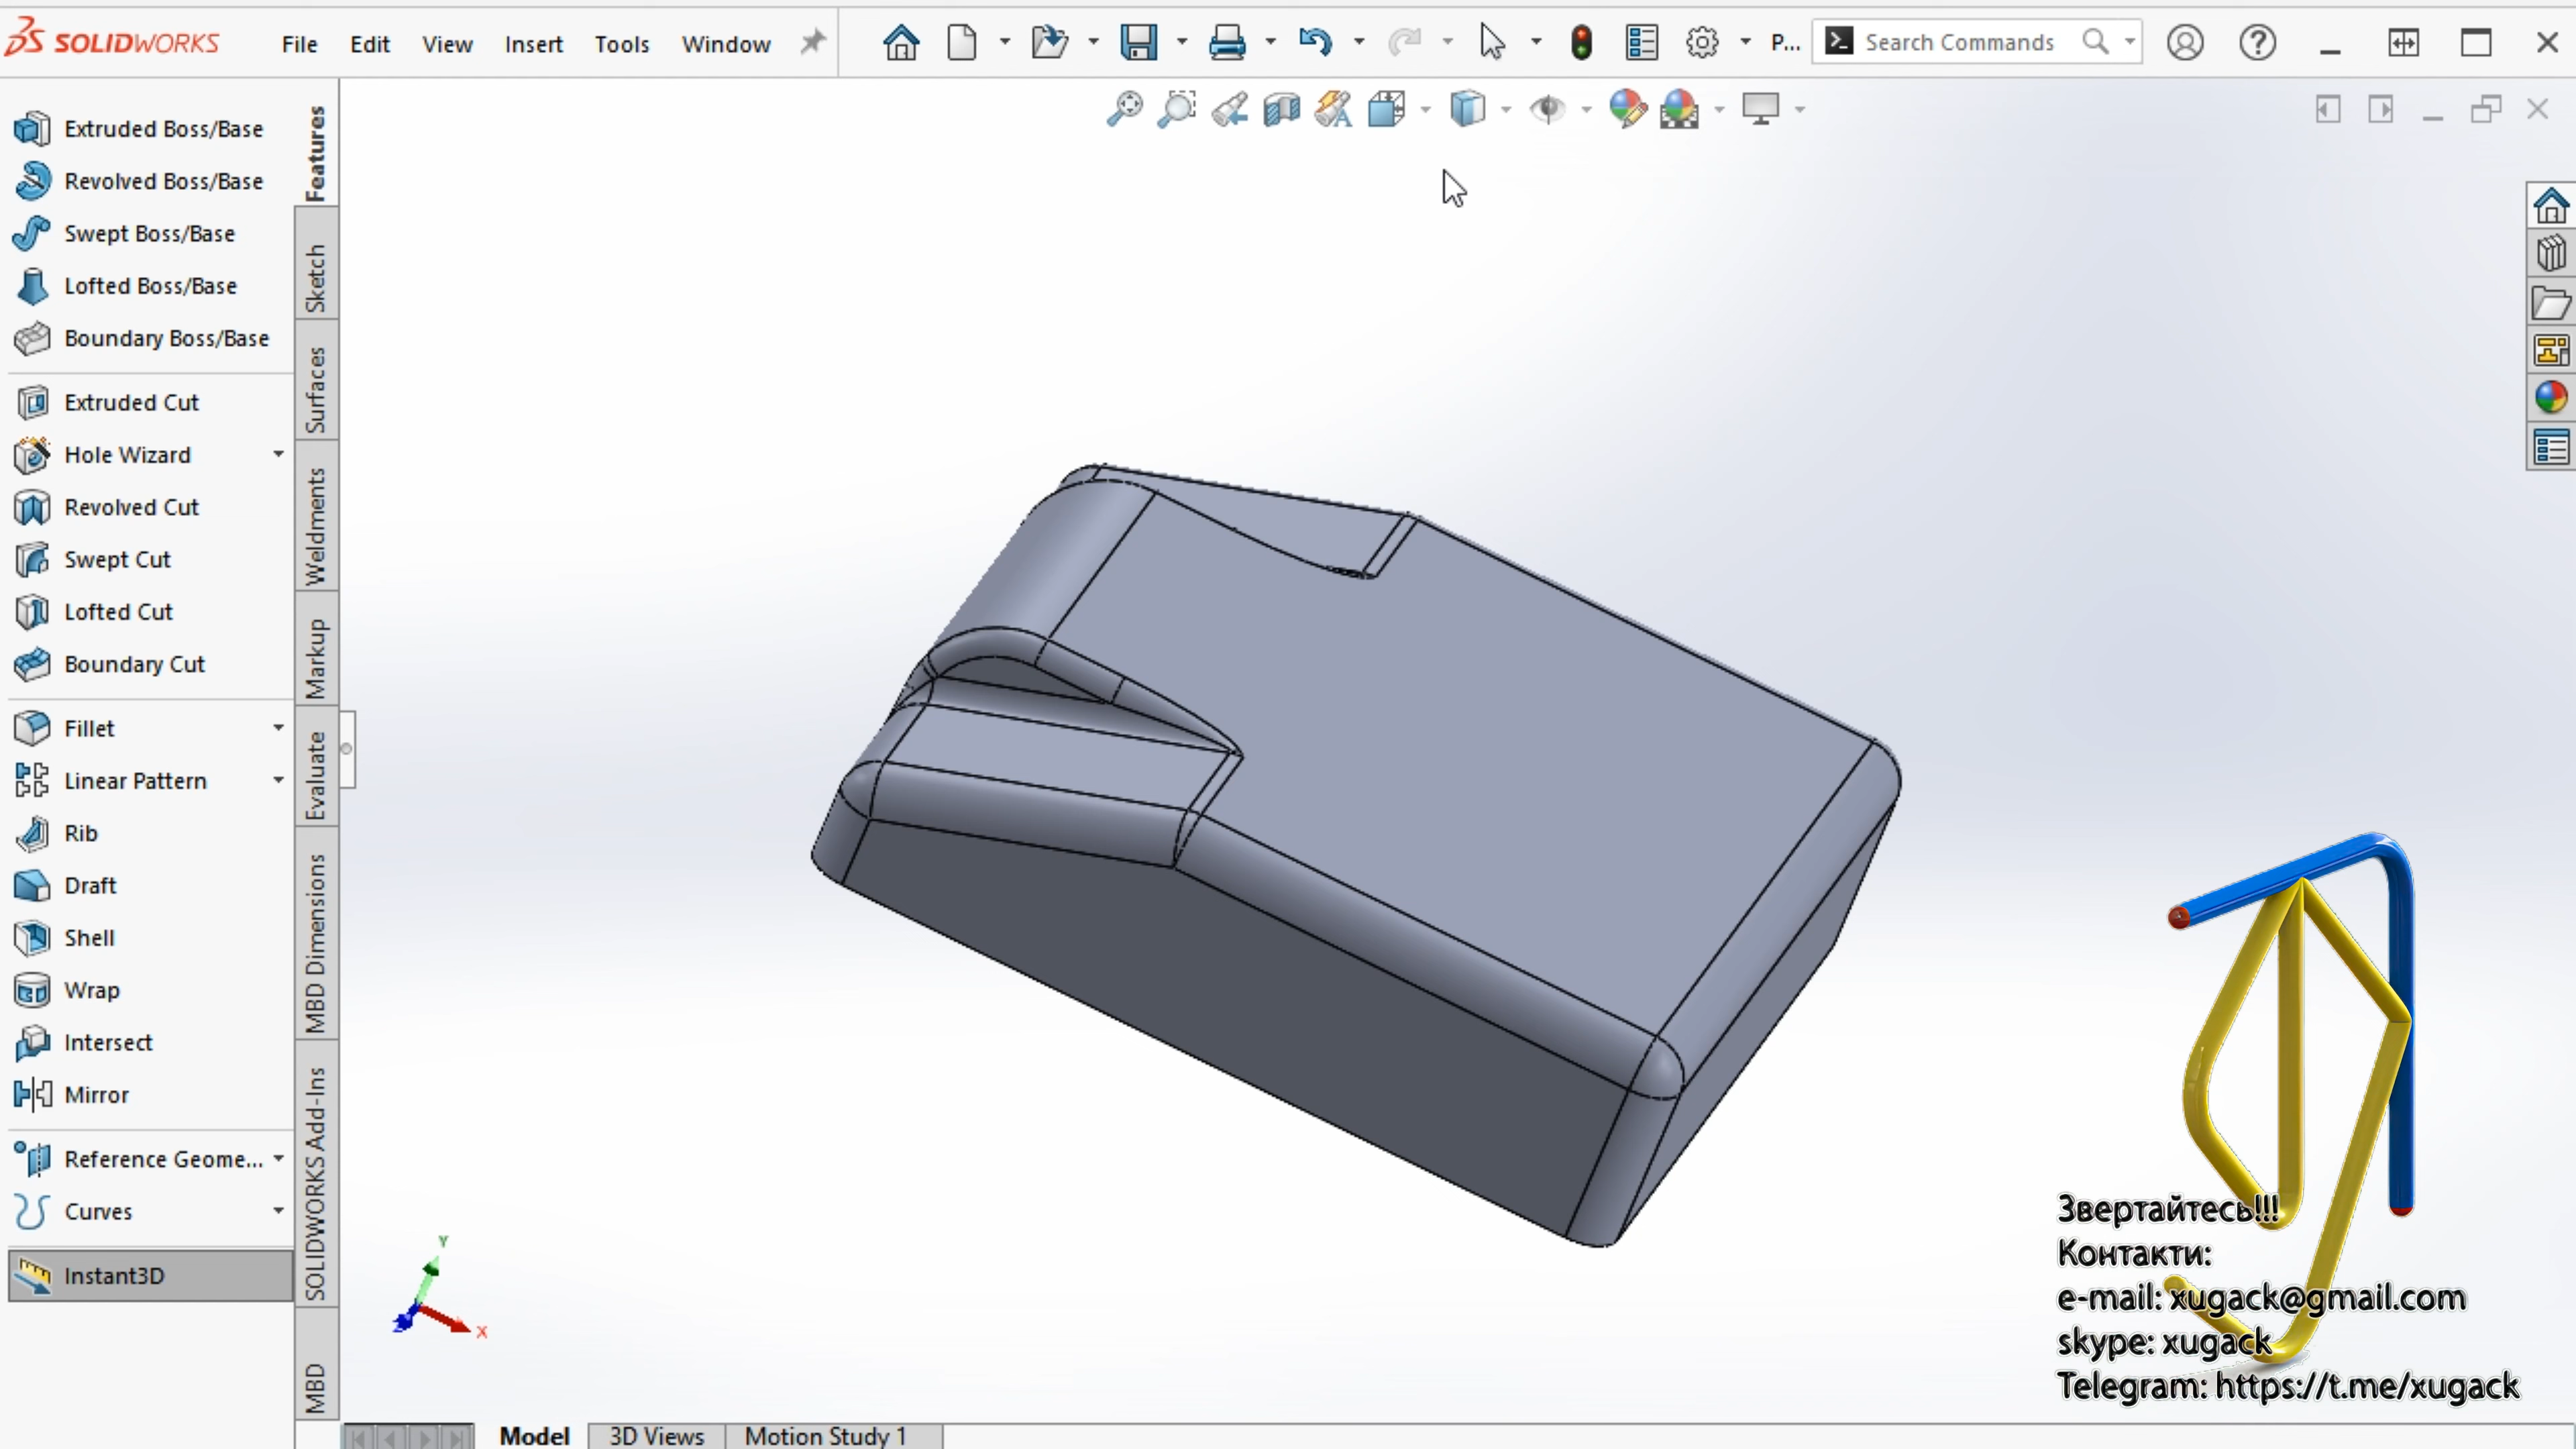 SOLIDWORKS
File Edit View Insert Tools Window
P...
Search Commands
Extruded Boss/Base
Revolved Boss/Base
Swept Boss/Base
Lofted Boss/Base
Boundary Boss/Base
Extruded Cut
Hole Wizard
Revolved Cut
Swept Cut
Lofted Cut
Boundary Cut
Fillet
Linear Pattern
Rib
Draft
Shell
Wrap
Intersect
Mirror
Reference Geome...
Curves
Instant3D
Features
Sketch
Surfaces
Weldments
Markup
Evaluate
MBD Dimensions
SOLIDWORKS Add-Ins
MBD
Y
X
Звертайтесь!!!
Контакти:
e-mail: xugack@gmail.com
skype: xugack
Telegram: https://t.me/xugack
Model 3D Views Motion Study 1